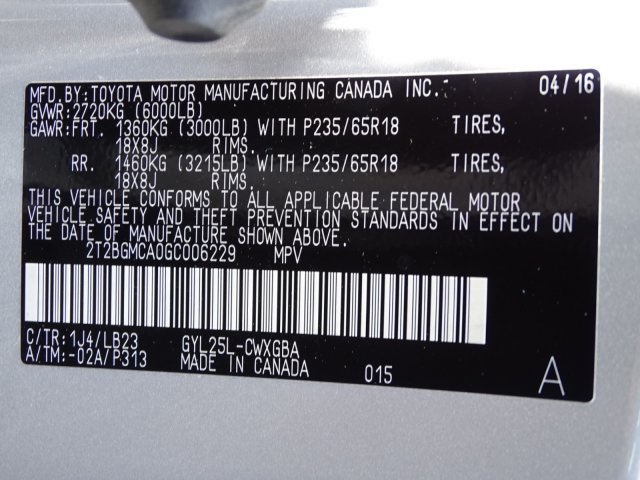 MFD.BY:TOYOTA MOTOR MANUFACTURING CANADA INC. 04/16
GVWR:2720KG (6000LB)
GAWR:FRT. 1360KG (3000LB) WITH P235/65R18 TIRES,
18X8J RIMS.
RR. 1460KG (3215LB) WITH P235/65R18 TIRES,
18X8J RIMS.
THIS VEHICLE CONFORMS TO ALL APPLICABLE FEDERAL MOTOR
VEHICLE SAFETY AND THEFT PREVENTION STANDARDS IN EFFECT ON
THE DATE OF MANUFACTURE SHOWN ABOVE.
2T2BGMCA0GC006229 MPV
C/TR:1J4/LB23 GYL25L-CWXGBA
A/TM:-02A/P313 MADE IN CANADA 015 A